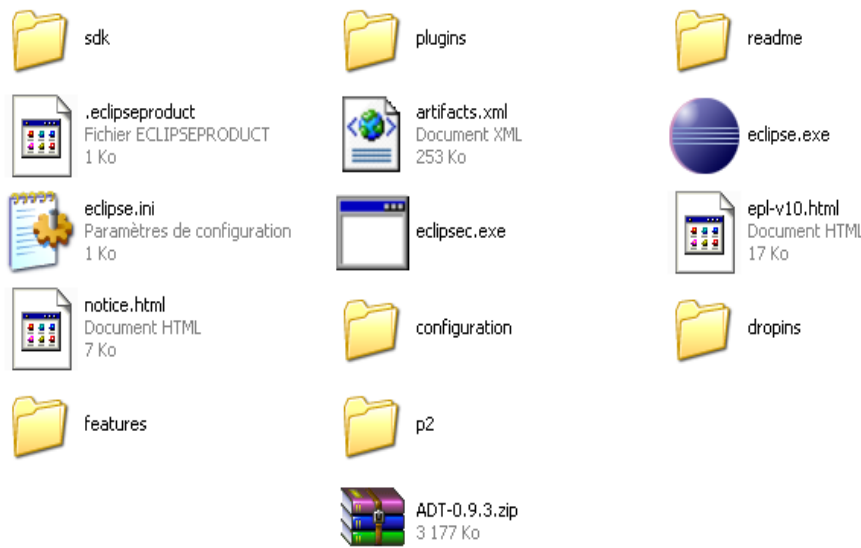 sdk
plugins
readme
.eclipseproduct
Fichier ECLIPSEPRODUCT
1 Ko
artifacts.xml
Document XML
253 Ko
eclipse.exe
eclipse.ini
Paramètres de configuration
1 Ko
eclipsec.exe
epl-v10.html
Document HTML
17 Ko
notice.html
Document HTML
7 Ko
configuration
dropins
features
p2
ADT-0.9.3.zip
3 177 Ko